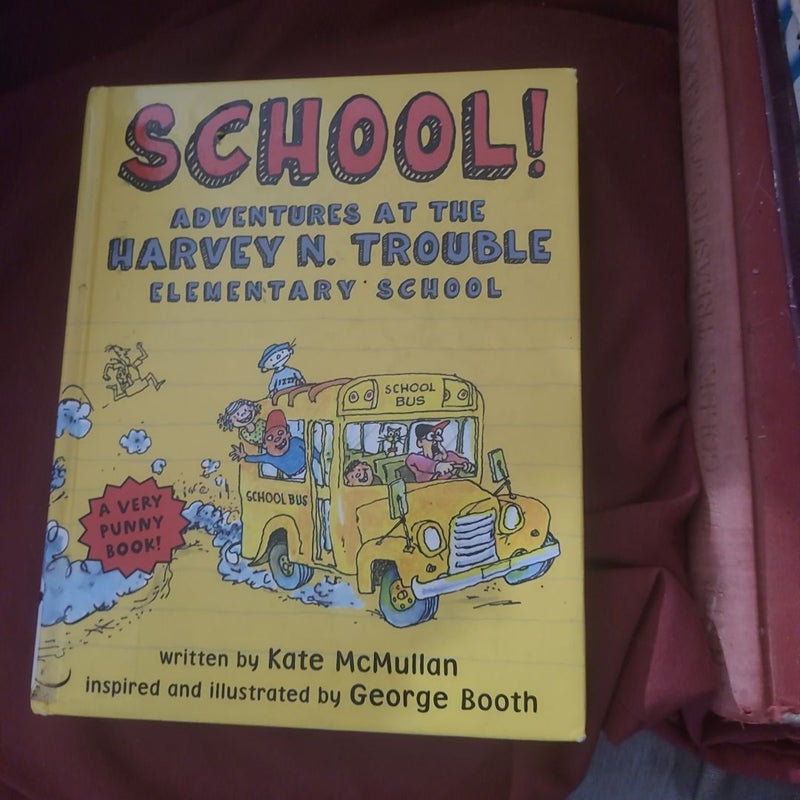 SCHOOL!
ADVENTURES AT THE
HARVEY N. TROUBLE
ELEMENTARY SCHOOL
SCHOOL
BUS
SCHOOL BUS
A VERY
PUNNY
BOOK!
written by Kate McMullan
inspired and illustrated by George Booth